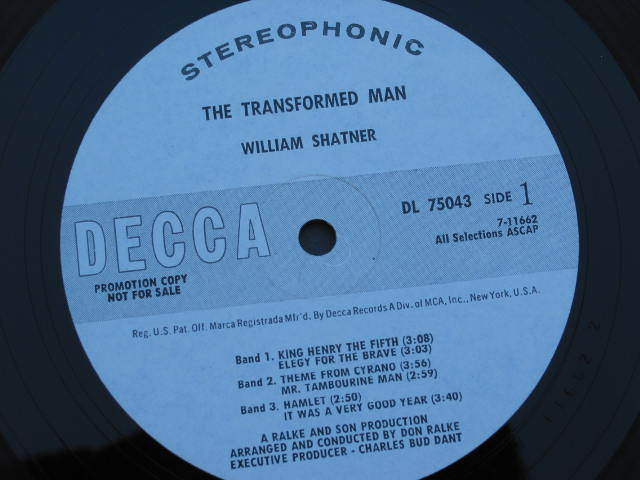 STEREOPHONIC
THE TRANSFORMED MAN
WILLIAM SHATNER
DECCA
DL 75043 SIDE 1
7-11662
All Selections ASCAP
PROMOTION COPY
NOT FOR SALE
Reg. U.S. Pat. Off. Marca Registrada Mfr'd. By Decca Records A Div. of MCA, Inc., New York, U.S.A.
Band 1. KING HENRY THE FIFTH (3:08)
ELEGY FOR THE BRAVE (3:03)
Band 2. THEME FROM CYRANO (3:56)
MR. TAMBOURINE MAN (2:59)
Band 3. HAMLET (2:50)
IT WAS A VERY GOOD YEAR (3:40)
A RALKE AND SON PRODUCTION
ARRANGED AND CONDUCTED BY DON RALKE
EXECUTIVE PRODUCER - CHARLES BUD DANT